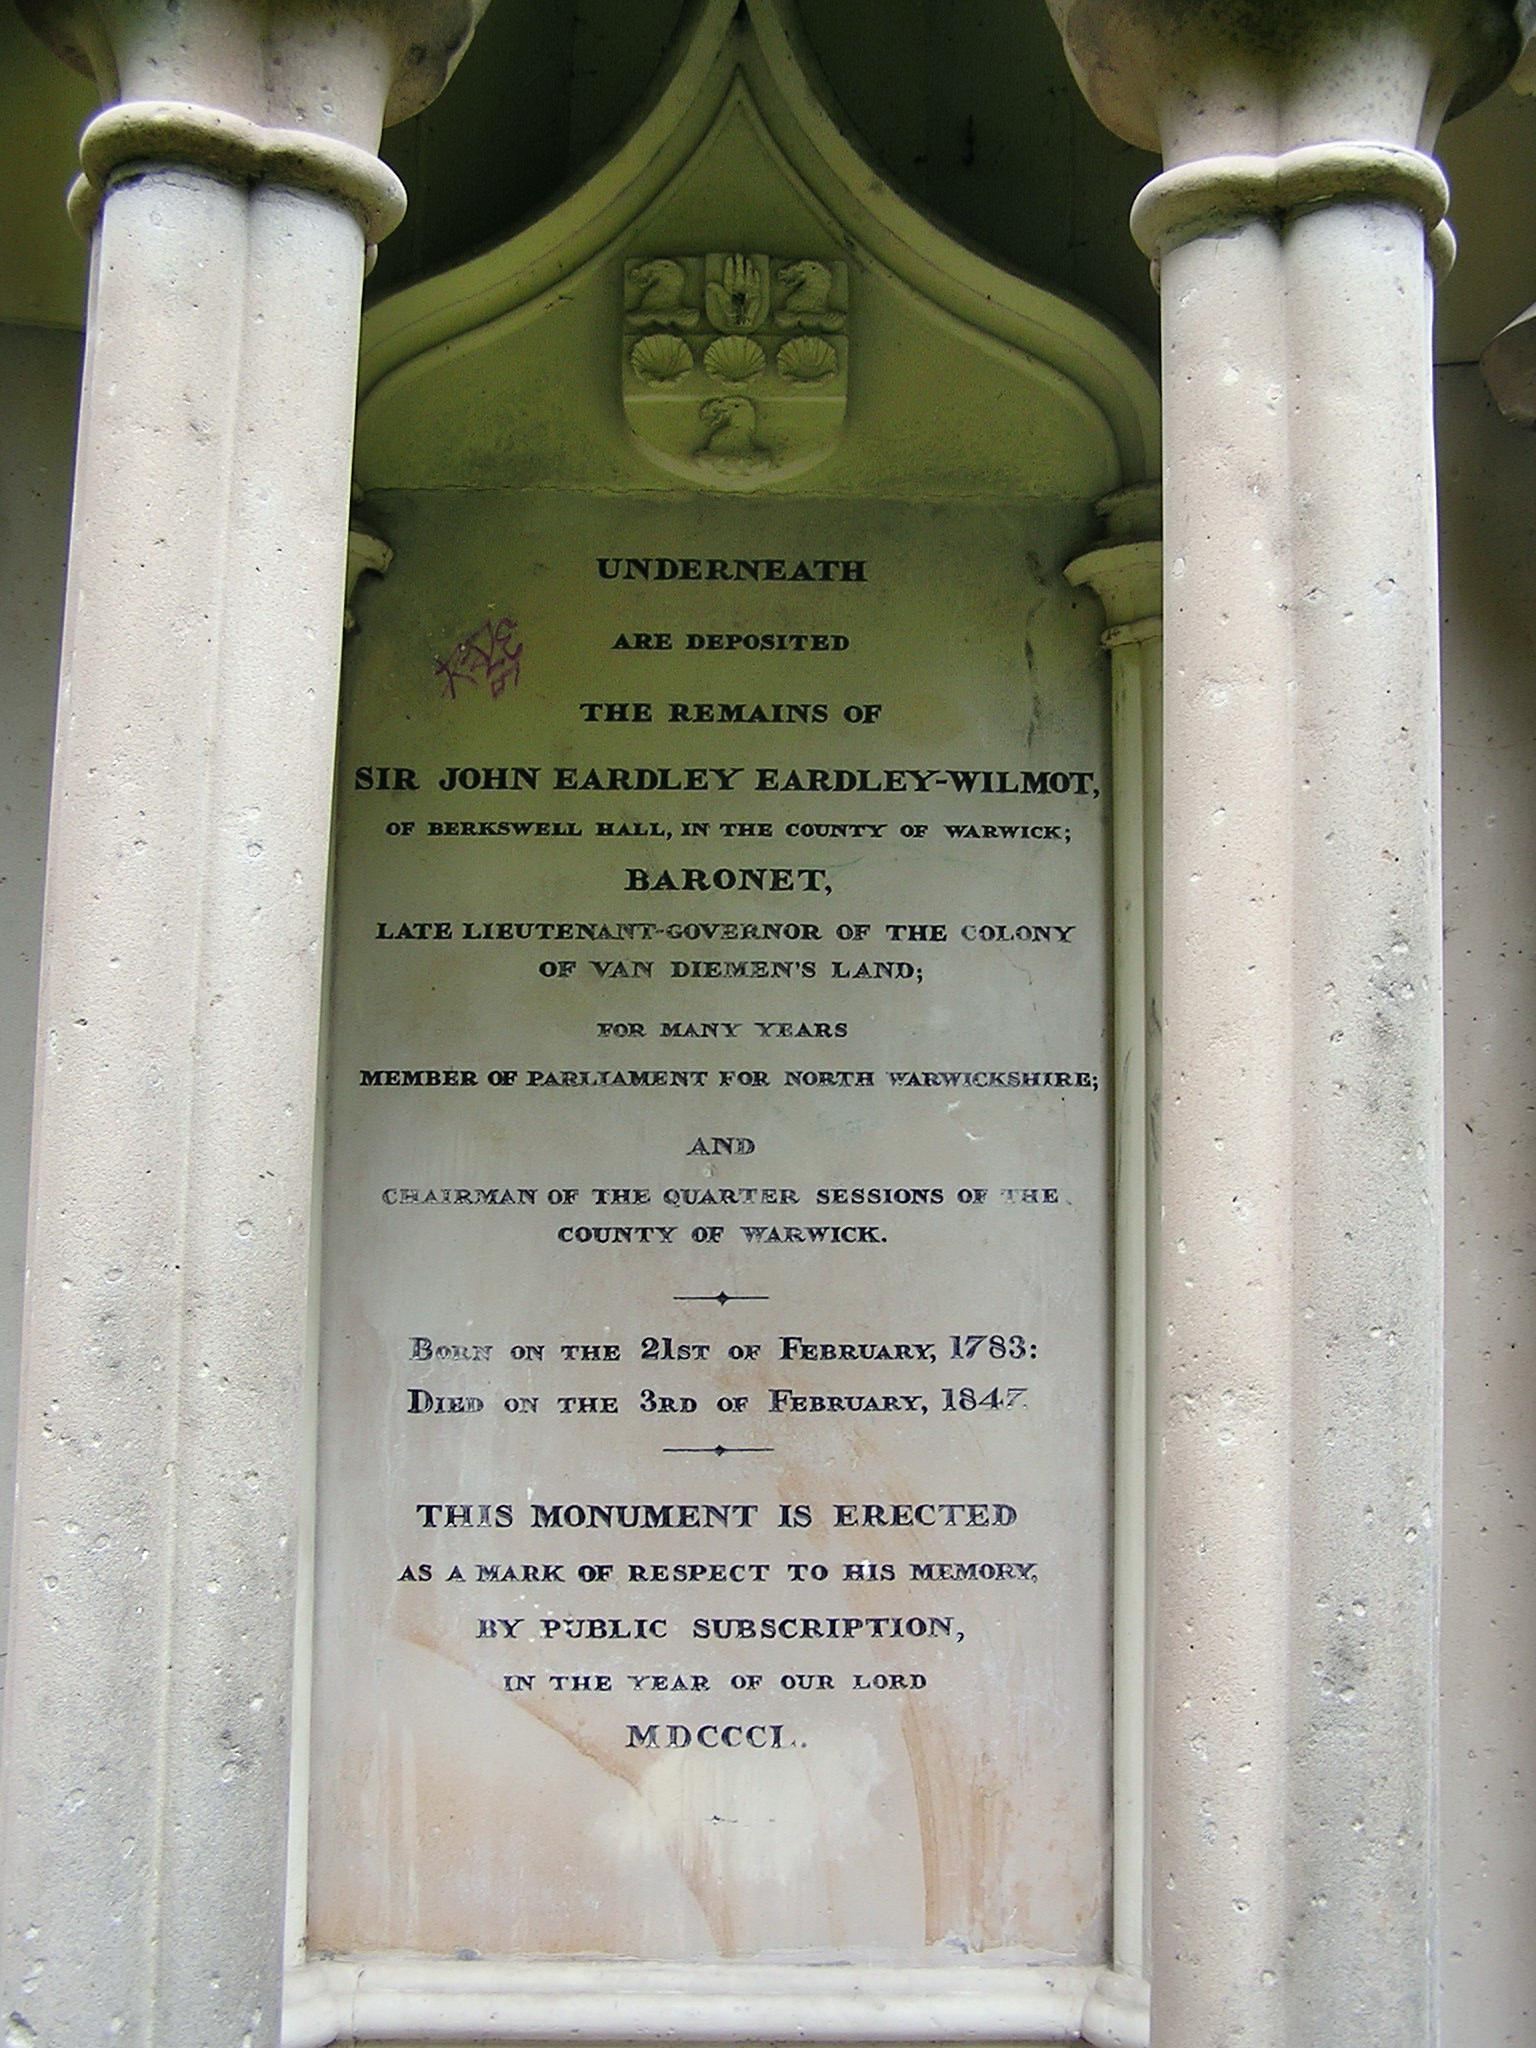 UNDERNEATH
ARE DEPOSITED
THE REMAINS OF
SIR JOHN EARDLEY EARDLEY-WILMOT,
OF BERKSWELL HALL, IN THE COUNTY OF WARWICK;
BARONET,
LATE LIEUTENANT-GOVERNOR OF THE COLONY
OF VAN DIEMEN'S LAND;
FOR MANY YEARS
MEMBER OF PARLIAMENT FOR NORTH WARWICKSHIRE;
AND
CHAIRMAN OF THE QUARTER SESSIONS OF THE
COUNTY OF WARWICK.
BORN ON THE 21ST OF FEBRUARY, 1783:
DIED ON THE 3RD OF FEBRUARY, 1847.
THIS MONUMENT IS ERECTED
AS A MARK OF RESPECT TO HIS MEMORY,
BY PUBLIC SUBSCRIPTION,
IN THE YEAR OF OUR LORD
MDCCCL.